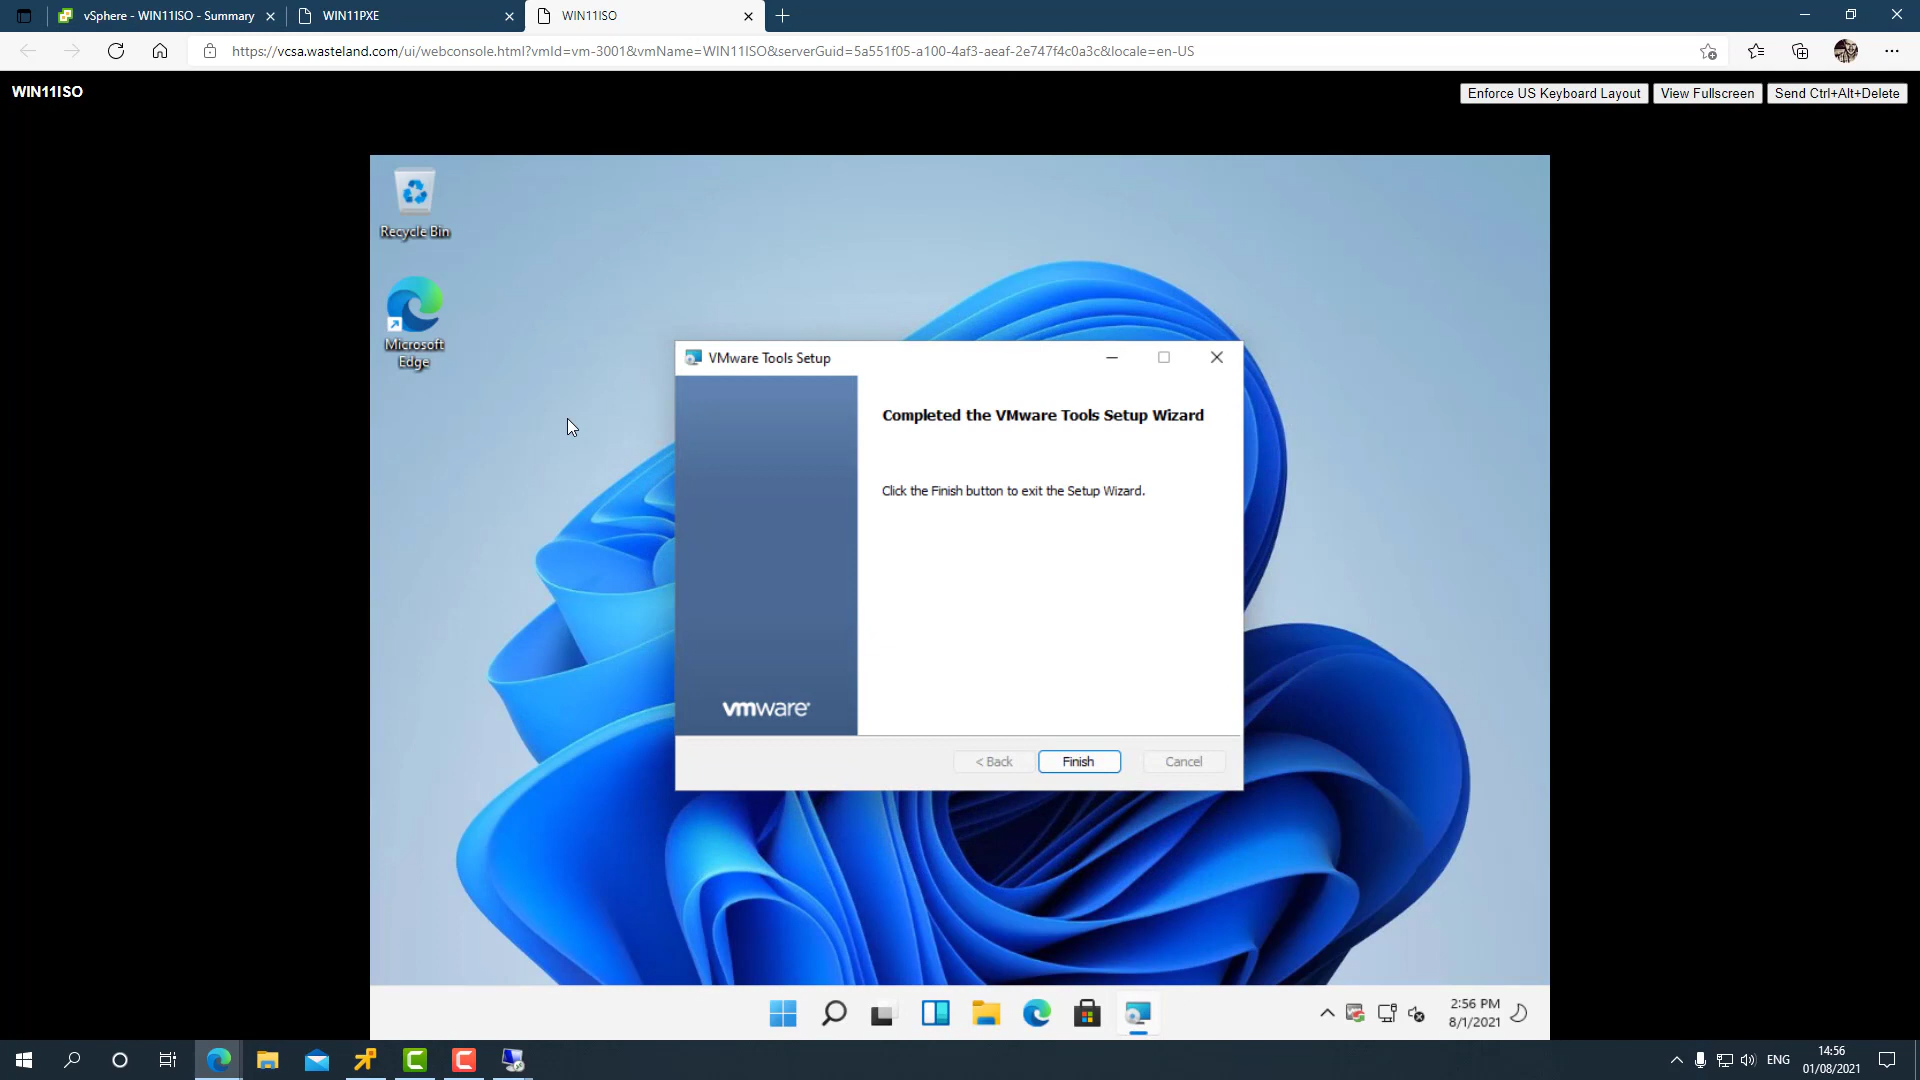 vSphere - WIN11ISO - Summary
WIN11PXE
WIN11ISO
https://vcsa.wasteland.com/ui/webconsole.html?vmId=vm-3001&vmName=WIN11ISO&serverGuid=5a551f05-a100-4af3-aeaf-2e747f4c0a3c&locale=en-US
WIN11ISO
Enforce US Keyboard Layout
View Fullscreen
Send Ctrl+Alt+Delete
Recycle Bin
Microsoft
Edge
VMware Tools Setup
Completed the VMware Tools Setup Wizard
Click the Finish button to exit the Setup Wizard.
vmware®
< Back
Finish
Cancel
2:56 PM
8/1/2021
ENG
14:56
01/08/2021